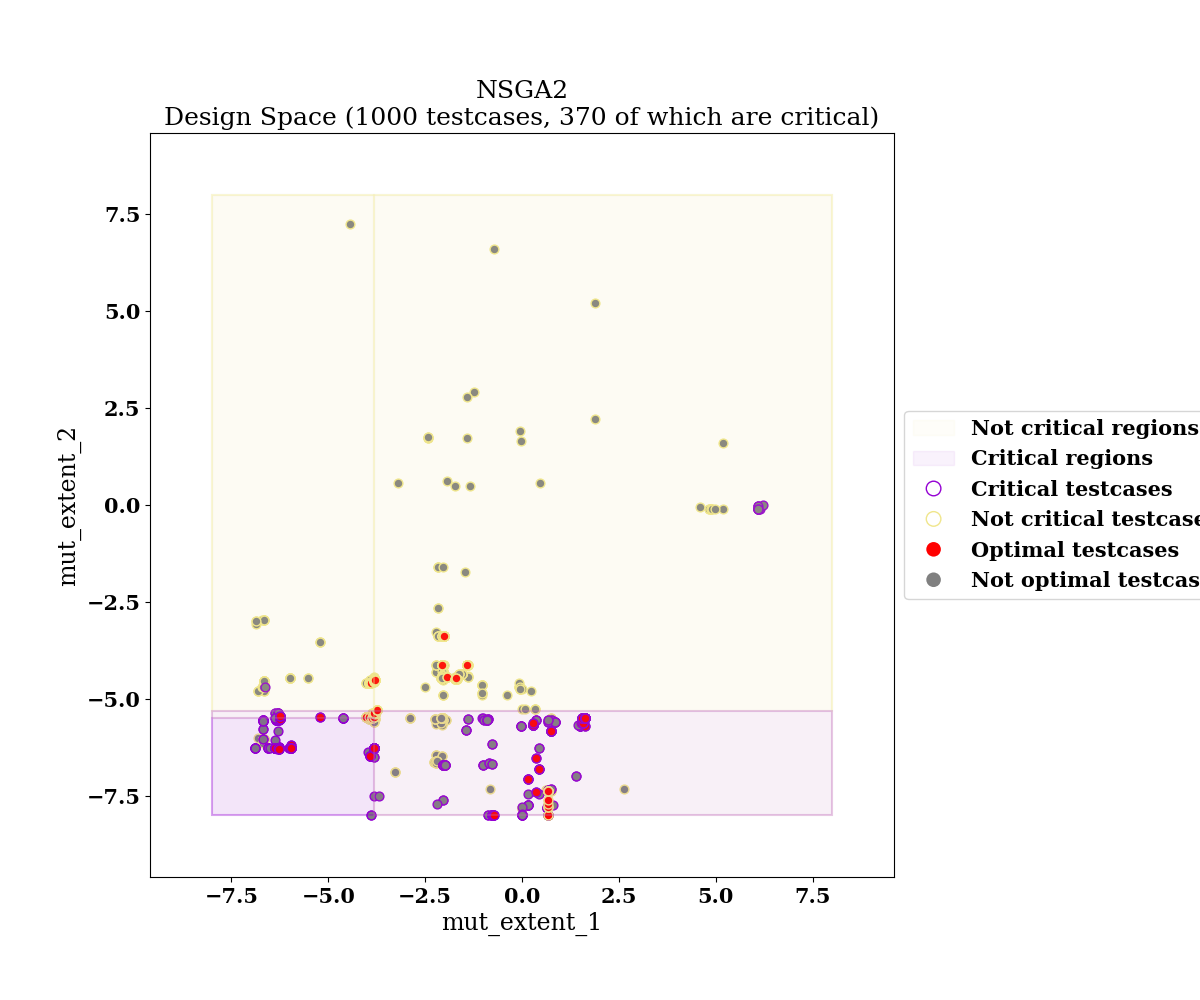 NSGA2
Design Space (1000 testcases, 370 of which are critical)
7.5
5.0
2.5
0.0
−2.5
−5.0
−7.5
mut_extent_2
−7.5 −5.0 −2.5 0.0 2.5 5.0 7.5
mut_extent_1
Not critical regions
Critical regions
Critical testcases
Not critical testcase
Optimal testcases
Not optimal testcas